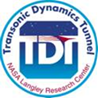 Transonic Dynamics Tunnel
TDT
NASA Langley Research Center